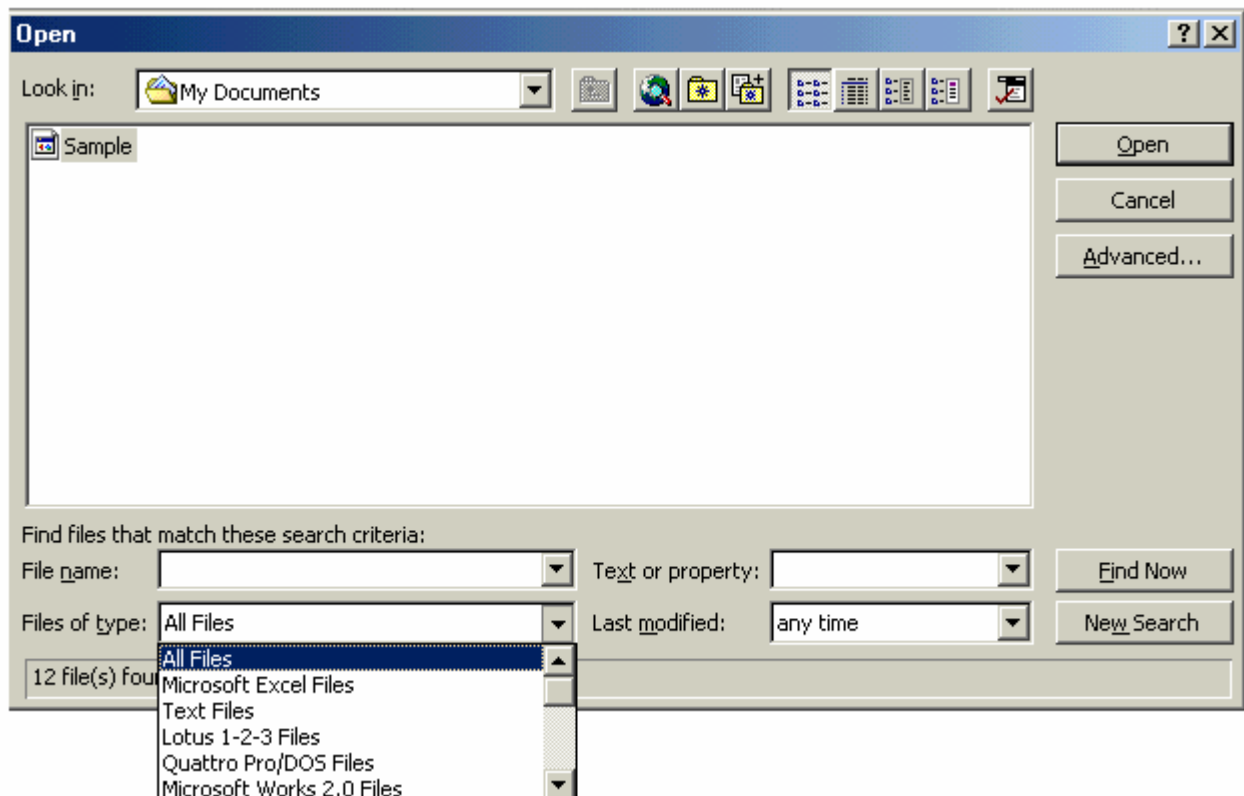 Open
Look in: My Documents
Sample
Open
Cancel
Advanced...
Find files that match these search criteria:
File name: Text or property: Find Now
Files of type: All Files Last modified: any time New Search
All Files
12 file(s)
Microsoft Excel Files
Text Files
Lotus 1-2-3 Files
Quattro Pro/DOS Files
Microsoft Works 2.0 Files